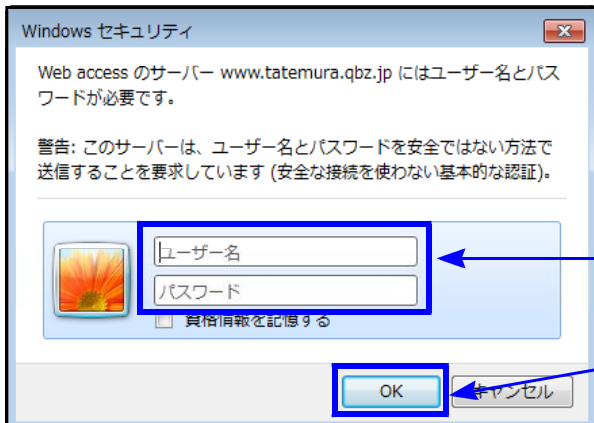 Windows セキュリティ
Web access のサーバー www.tatemura.qbz.jp にはユーザー名とパス
ワードが必要です。
警告: このサーバーは、ユーザー名とパスワードを安全ではない方法で
送信することを要求しています (安全な接続を使わない基本的な認証)。
ユーザー名
パスワード
資格情報を記憶する
OK
キャンセル